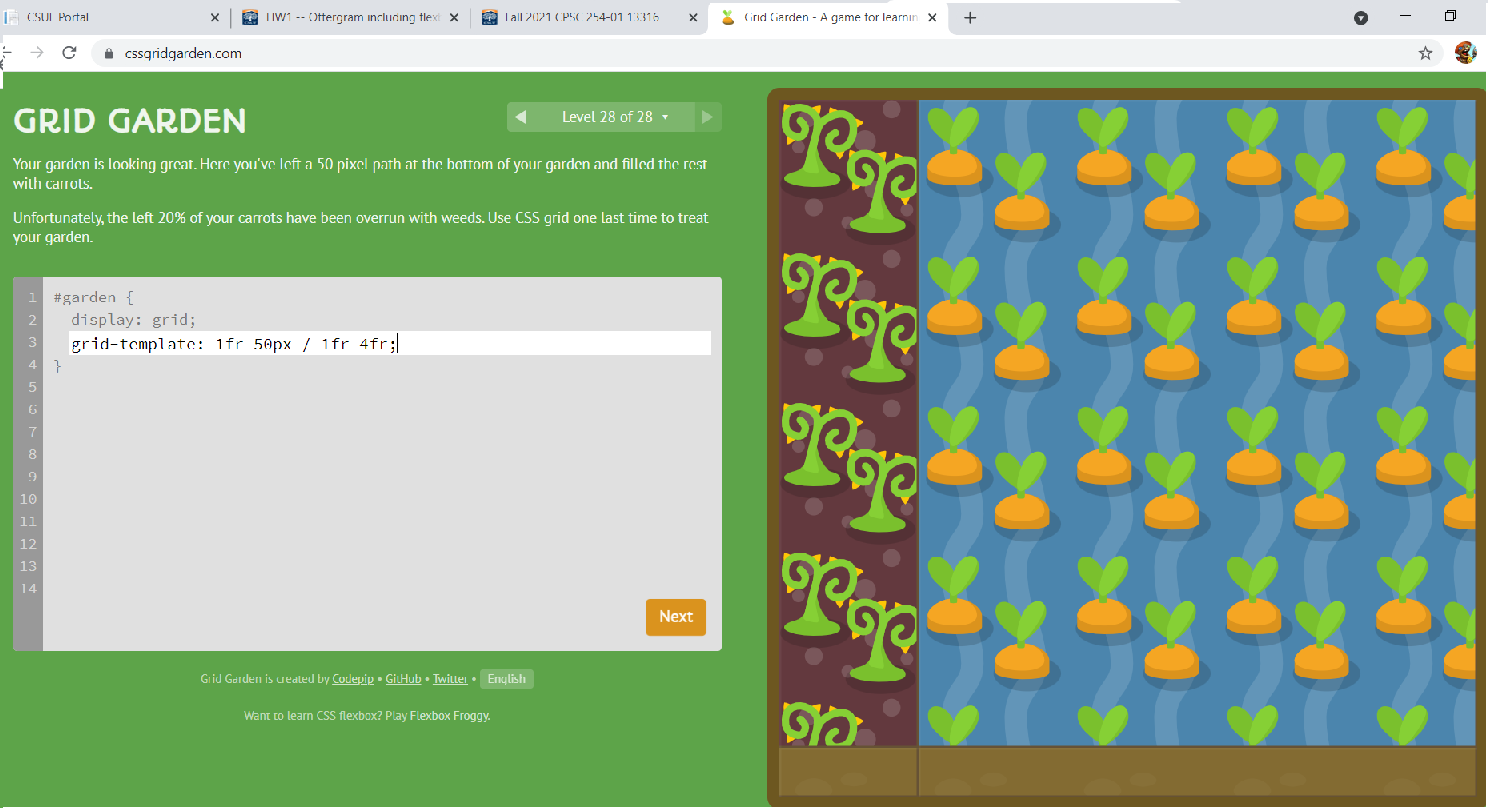 CSUF Portal
HW1 -- Offergram including flexl
Fall 2021 CPSC 254-01 13316
Grid Garden - A game for learnin
cssgridgarden.com
GRID GARDEN
Level 28 of 28
Your garden is looking great. Here you've left a 50 pixel path at the bottom of your garden and filled the rest
with carrots.
Unfortunately, the left 20% of your carrots have been overrun with weeds. Use CSS grid one last time to treat
your garden.
1 #garden {
2 display: grid;
3 grid-template: 1fr 50px / 1fr 4fr;
4 }
5
6
7
8
9
10
11
12
13
14
Next
Grid Garden is created by Codepip • GitHub • Twitter • English
Want to learn CSS flexbox? Play Flexbox Froggy.